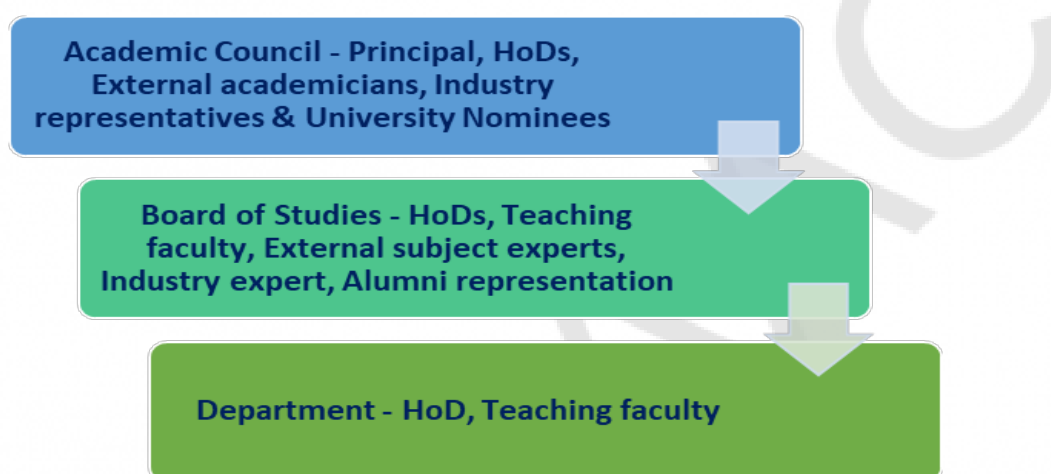 Academic Council - Principal, HoDs,
External academicians, Industry
representatives & University Nominees
Board of Studies - HoDs, Teaching
faculty, External subject experts,
Industry expert, Alumni representation
Department - HoD, Teaching faculty